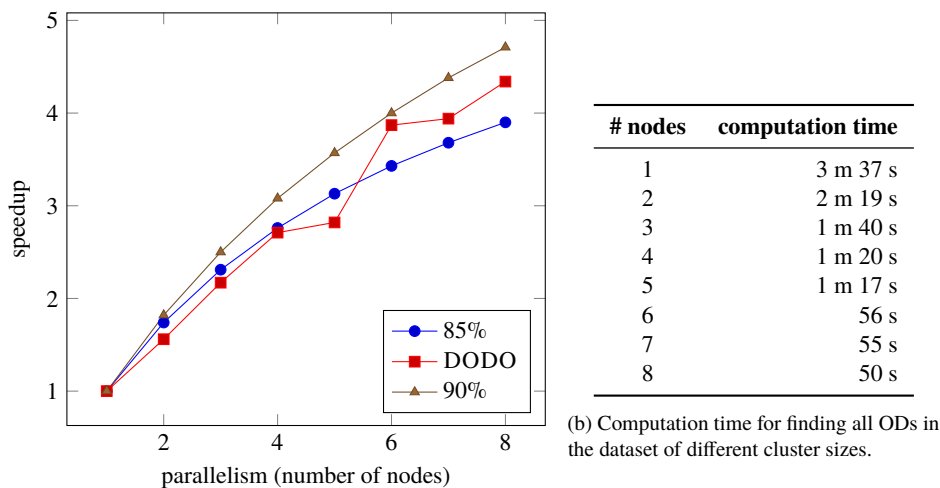 5
4
3
2
1
speedup
2
4
6
8
parallelism (number of nodes)
85%
DODO
90%
# nodes computation time
1 3 m 37 s
2 2 m 19 s
3 1 m 40 s
4 1 m 20 s
5 1 m 17 s
6 56 s
7 55 s
8 50 s
(b) Computation time for finding all ODs in
the dataset of different cluster sizes.